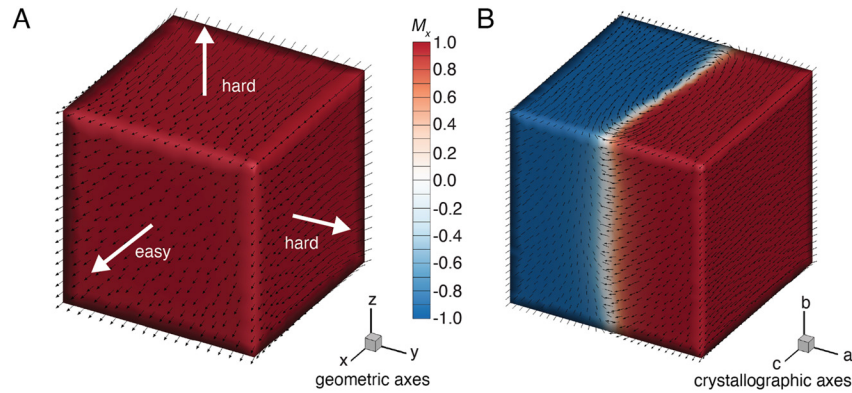 A
B
Mx
hard
easy
hard
1.0
0.8
0.6
0.4
0.2
0.0
-0.2
-0.4
-0.6
-0.8
-1.0
z
x
y
geometric axes
b
c
a
crystallographic axes